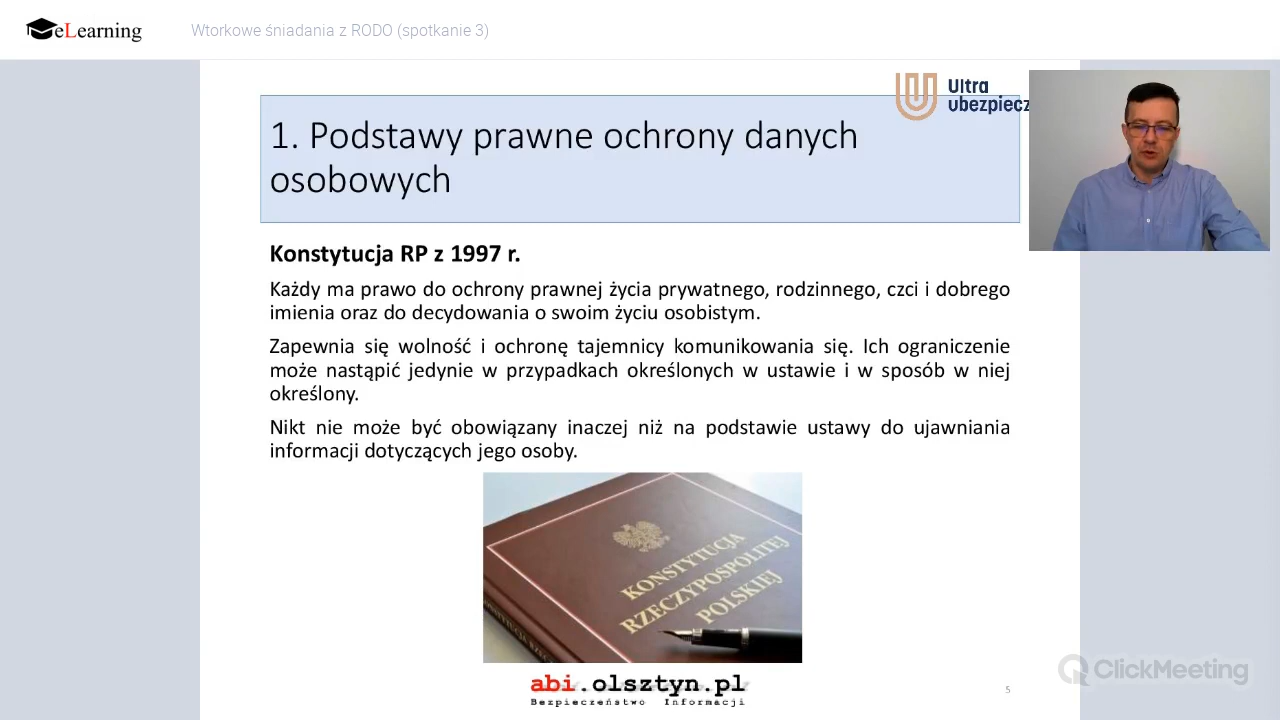 eLearning
Wtorkowe śniadania z RODO (spotkanie 3)
Ultra
ubezpiecz
1. Podstawy prawne ochrony danych
osobowych
Konstytucja RP z 1997 r.
Każdy ma prawo do ochrony prawnej życia prywatnego, rodzinnego, czci i dobrego
imienia oraz do decydowania o swoim życiu osobistym.
Zapewnia się wolność i ochronę tajemnicy komunikowania się. Ich ograniczenie
może nastąpić jedynie w przypadkach określonych w ustawie i w sposób w niej
określony.
Nikt nie może być obowiązany inaczej niż na podstawie ustawy do ujawniania
informacji dotyczących jego osoby.
KONSTYTUCJA
RZECZYPOSPOLITEJ
POLSKIEJ
abi.olsztyn.pl
Bezpieczeństwo Informacji
5
ClickMeeting